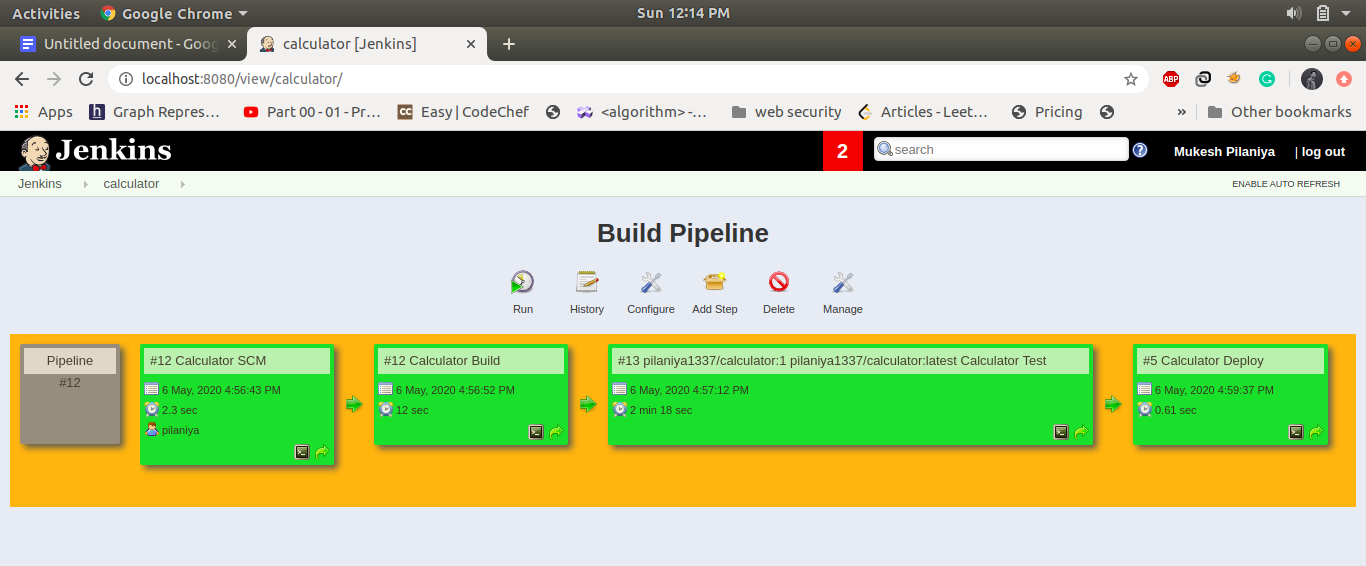 Activities Google Chrome Sun 12:14 PM
Untitled document - Goog calculator [Jenkins]
localhost:8080/view/calculator/ ABP
Apps h Graph Repres… Part 00 - 01 - Pr… CC Easy | CodeChef <algorithm> -… web security Articles - Leet… Pricing » Other bookmarks
Jenkins 2 search ? Mukesh Pilaniya | log out
Jenkins calculator ENABLE AUTO REFRESH
Build Pipeline
Run History Configure Add Step Delete Manage
Pipeline
#12
#12 Calculator SCM
6 May, 2020 4:56:43 PM
2.3 sec
pilaniya
#12 Calculator Build
6 May, 2020 4:56:52 PM
12 sec
#13 pilaniya1337/calculator:1 pilaniya1337/calculator:latest Calculator Test
6 May, 2020 4:57:12 PM
2 min 18 sec
#5 Calculator Deploy
6 May, 2020 4:59:37 PM
0.61 sec